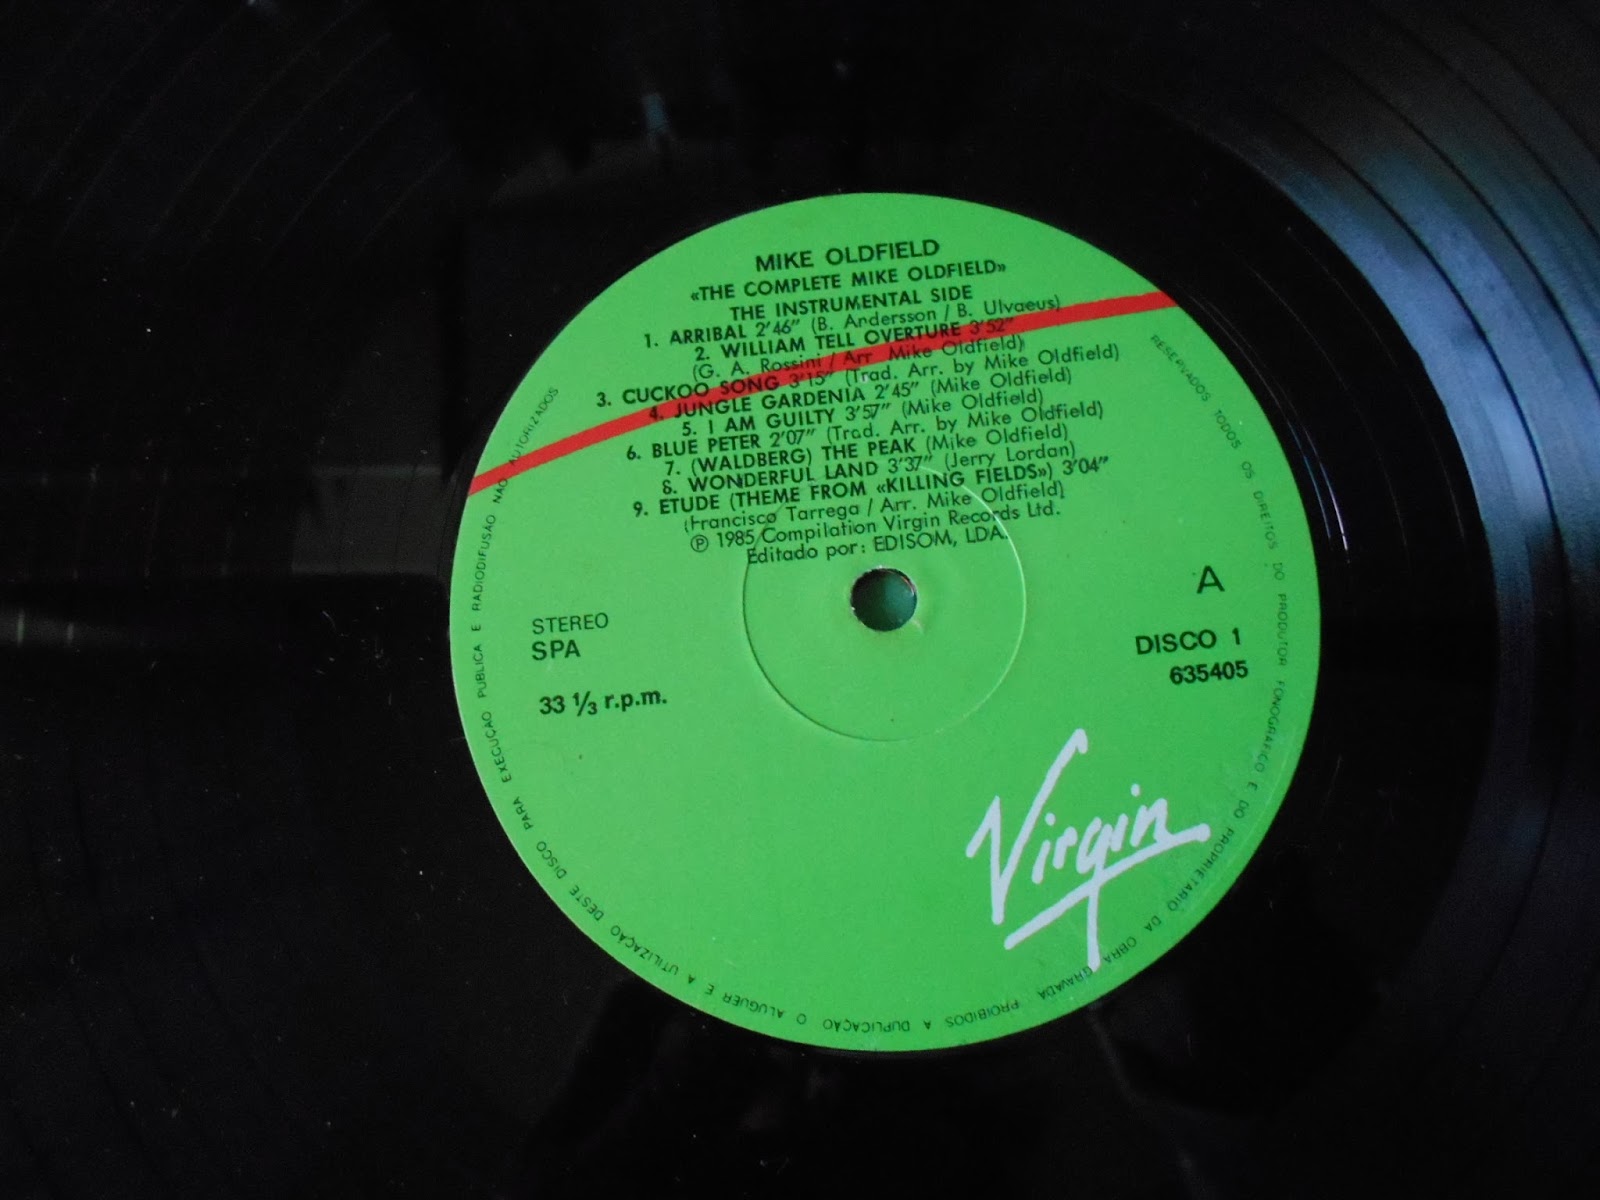 MIKE OLDFIELD
«THE COMPLETE MIKE OLDFIELD»
THE INSTRUMENTAL SIDE
1. ARRIBAL 2'46" (B. Andersson / B. Ulvaeus)
2. WILLIAM TELL OVERTURE 3'52"
(G. A. Rossini / Arr Mike Oldfield)
3. CUCKOO SONG 3'15" (Trad. Arr. by Mike Oldfield)
4. JUNGLE GARDENIA 2'45" (Mike Oldfield)
5. I AM GUILTY 3'57" (Mike Oldfield)
6. BLUE PETER 2'07" (Trad. Arr. by Mike Oldfield)
7. (WALDBERG) THE PEAK (Mike Oldfield)
8. WONDERFUL LAND 3'37" (Jerry Lordan)
9. ETUDE (THEME FROM «KILLING FIELDS») 3'04"
(Francisco Tarrega / Arr. Mike Oldfield)
℗ 1985 Compilation Virgin Records Ltd.
Editado por: EDISOM, LDA.
STEREO
SPA
33 1/3 r.p.m.
A
DISCO 1
635405
Virgin
RESERVADOS TODOS OS DIREITOS DO PRODUTOR FONOGRAFICO E DO PROPRIETARIO DA OBRA GRAVADA PROIBIDOS A DUPLICAÇÃO O ALUGUER E A UTILIZAÇÃO DESTE DISCO PARA EXECUÇÃO PUBLICA E RADIODIFUSÃO NÃO AUTORIZADOS